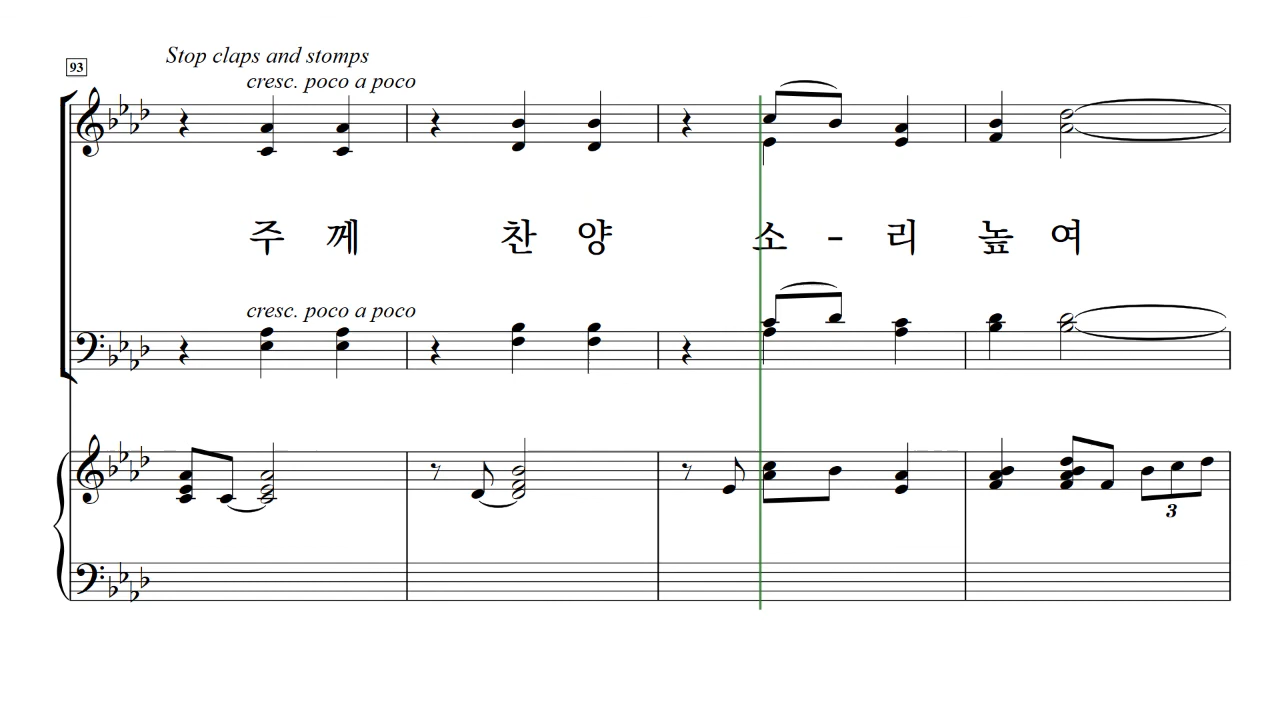 Stop claps and stomps
93
cresc. poco a poco
주 께 찬 양 소 - 리 높 여
cresc. poco a poco
3